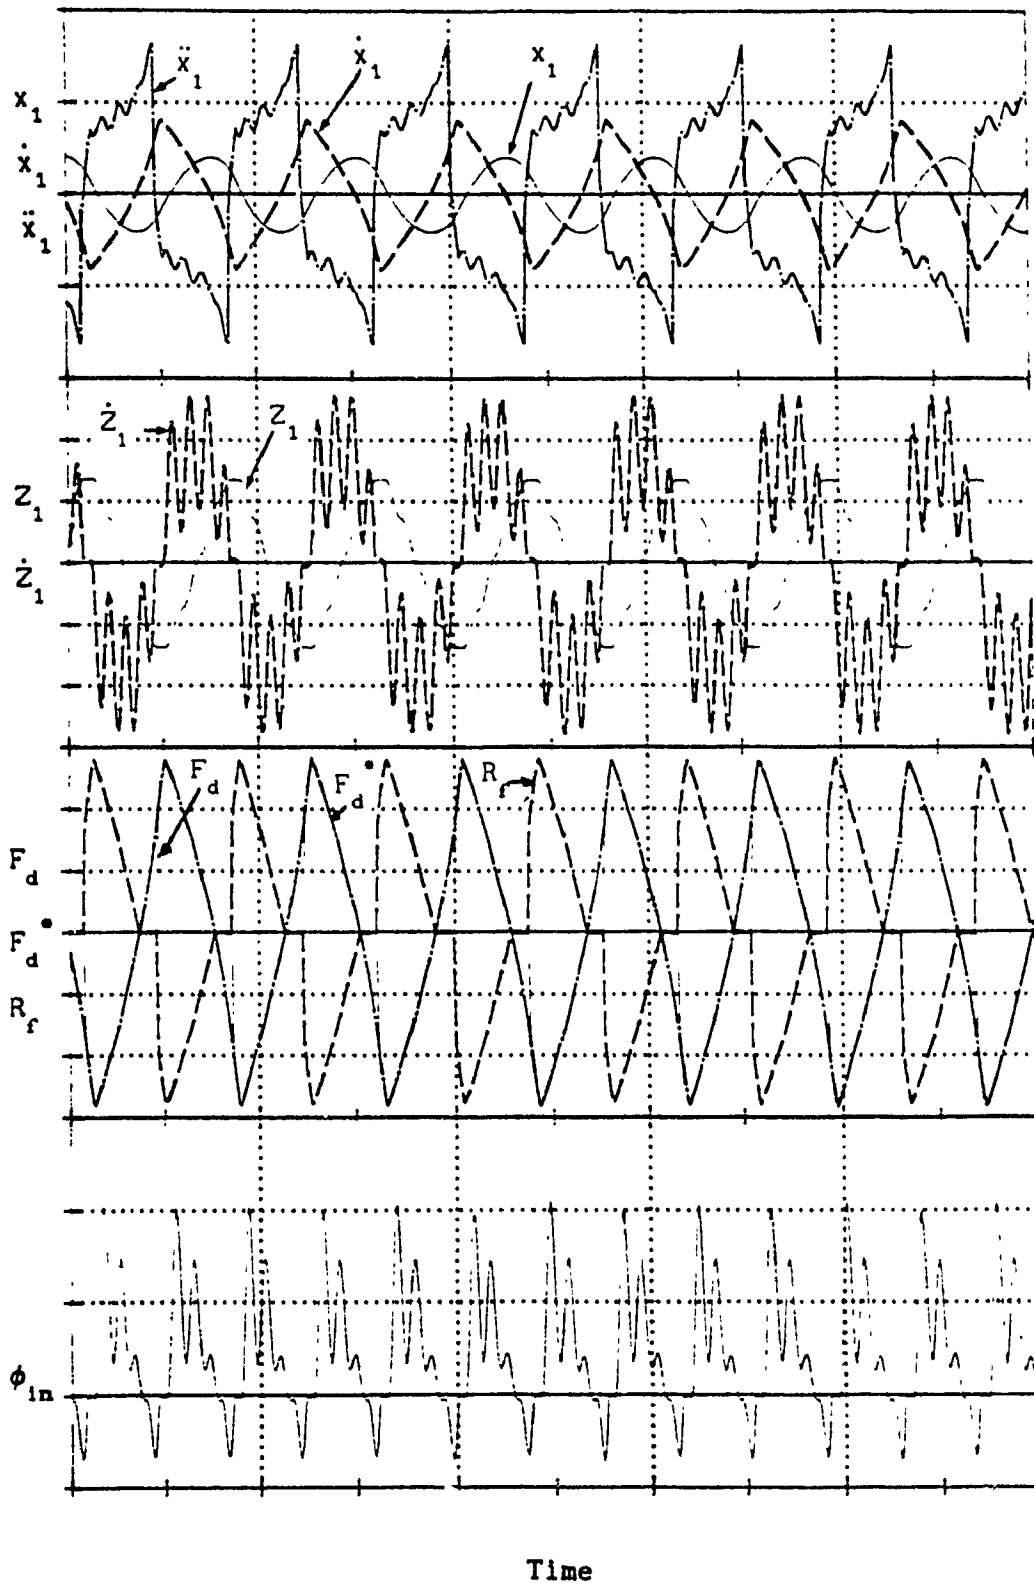 ẍ₁ ẋ₁ x₁
x₁
ẋ₁
ẍ₁
Ż₁ Z₁
Z₁
Ż₁
F_d F_d• R_f
F_d
F_d•
R_f
ϕ_in
Time